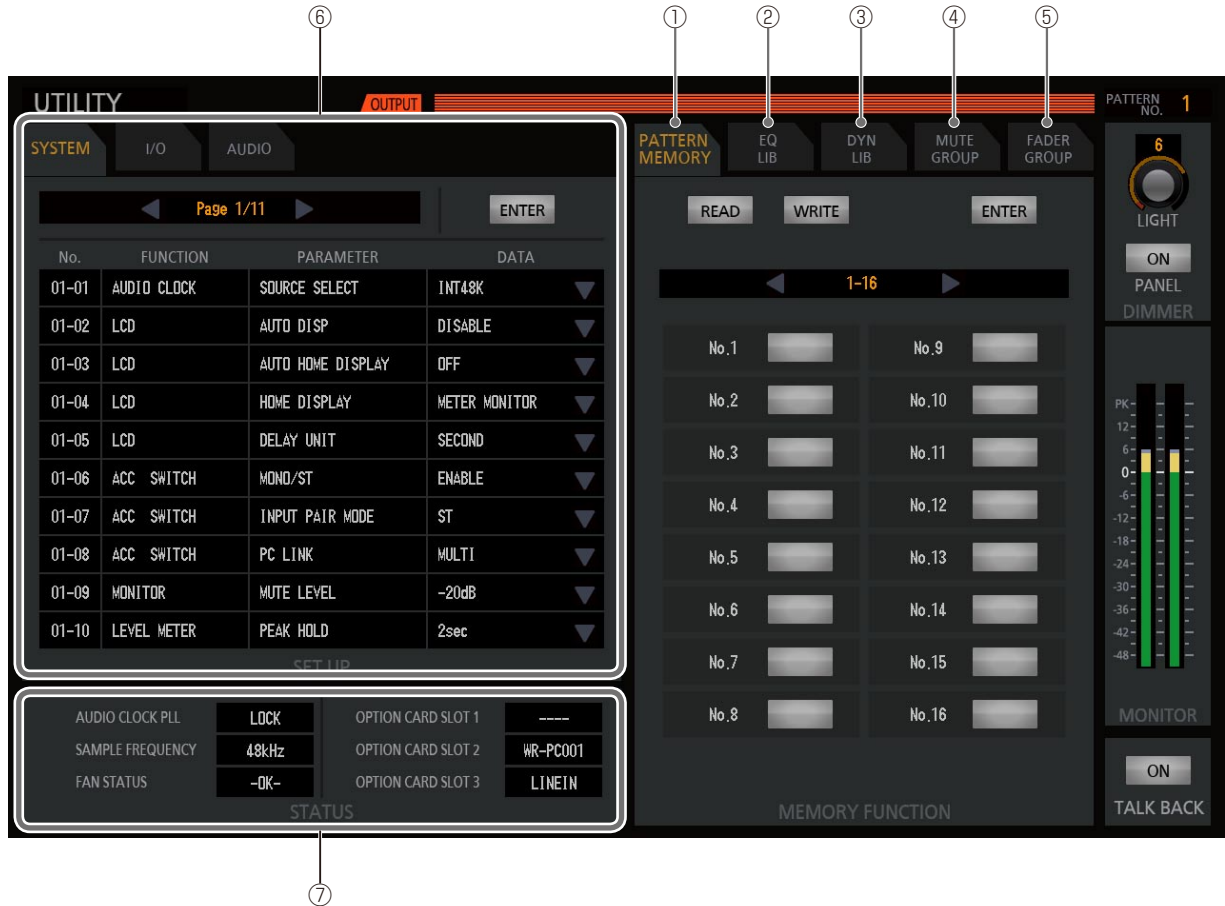 ⑥ ① ② ③ ④ ⑤
UTILITY OUTPUT PATTERN NO. 1
SYSTEM I/O AUDIO
Page 1/11 ENTER
No. FUNCTION PARAMETER DATA
01-01 AUDIO CLOCK SOURCE SELECT INT48K
01-02 LCD AUTO DISP DISABLE
01-03 LCD AUTO HOME DISPLAY OFF
01-04 LCD HOME DISPLAY METER MONITOR
01-05 LCD DELAY UNIT SECOND
01-06 ACC SWITCH MONO/ST ENABLE
01-07 ACC SWITCH INPUT PAIR MODE ST
01-08 ACC SWITCH PC LINK MULTI
01-09 MONITOR MUTE LEVEL -20dB
01-10 LEVEL METER PEAK HOLD 2sec
SET UP
AUDIO CLOCK PLL LOCK OPTION CARD SLOT 1 ----
SAMPLE FREQUENCY 48kHz OPTION CARD SLOT 2 WR-PC001
FAN STATUS -OK- OPTION CARD SLOT 3 LINEIN
STATUS
⑦
PATTERN MEMORY EQ LIB DYN LIB MUTE GROUP FADER GROUP
READ WRITE ENTER
1-16
No.1 No.9
No.2 No.10
No.3 No.11
No.4 No.12
No.5 No.13
No.6 No.14
No.7 No.15
No.8 No.16
MEMORY FUNCTION
6
LIGHT
ON
PANEL
DIMMER
PK
12
6
0
-6
-12
-18
-24
-30
-36
-42
-48
MONITOR
ON
TALK BACK